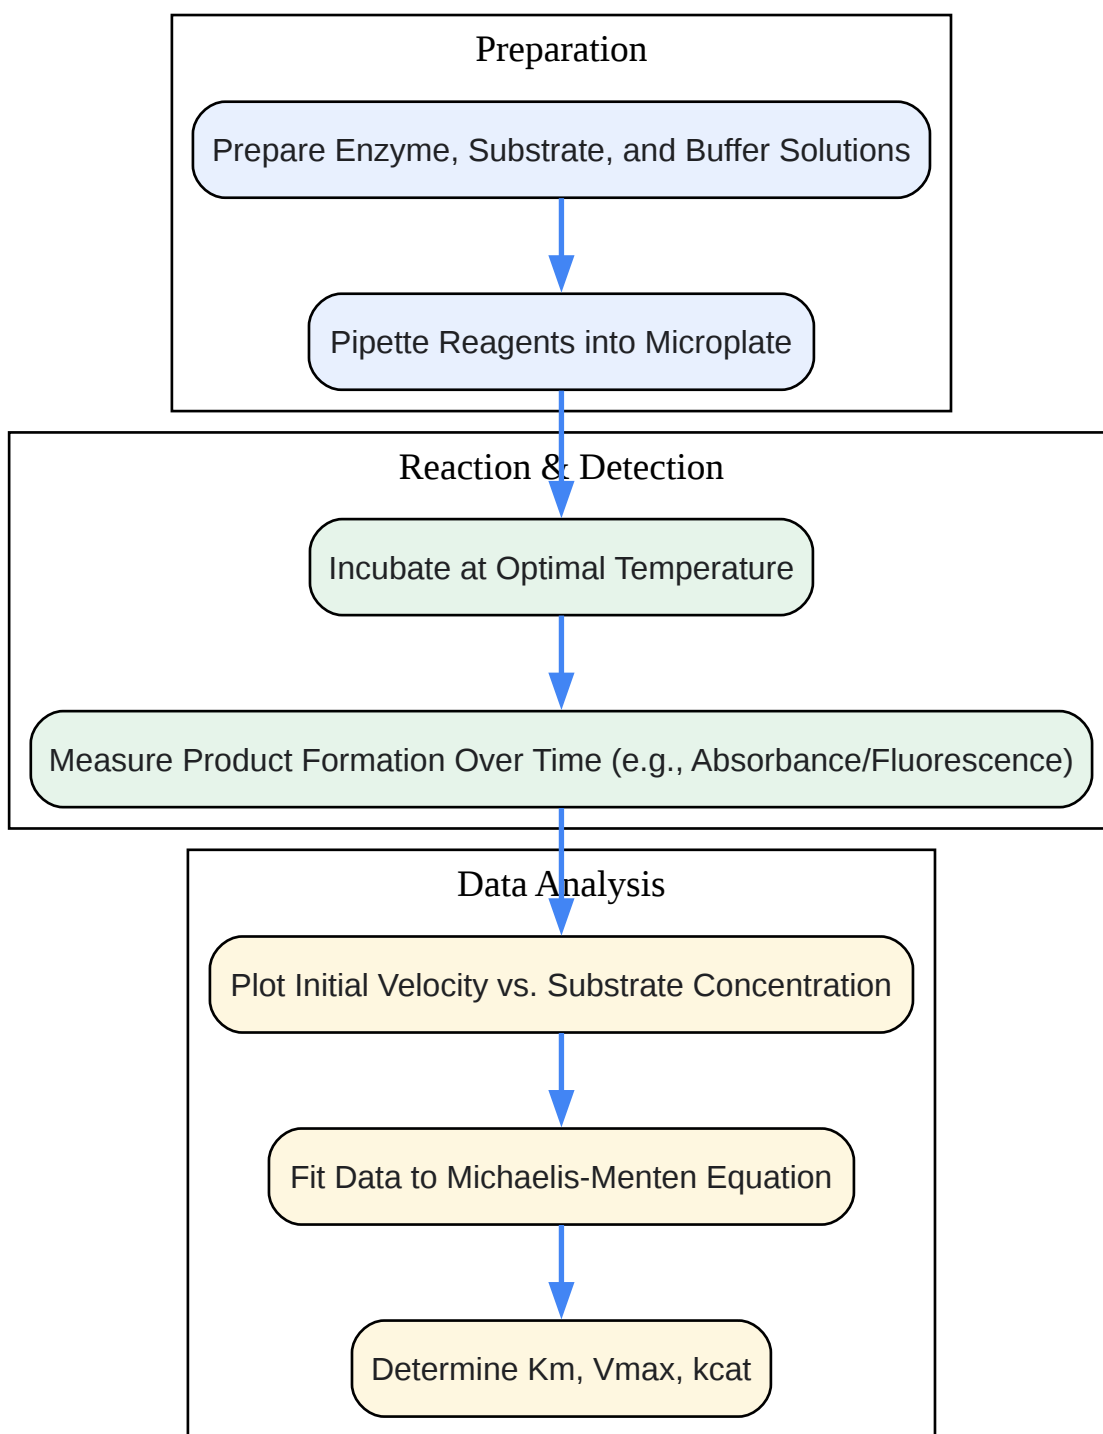 Preparation
Prepare Enzyme, Substrate, and Buffer Solutions
Pipette Reagents into Microplate
Reaction & Detection
Incubate at Optimal Temperature
Measure Product Formation Over Time (e.g., Absorbance/Fluorescence)
Data Analysis
Plot Initial Velocity vs. Substrate Concentration
Fit Data to Michaelis-Menten Equation
Determine Km, Vmax, kcat